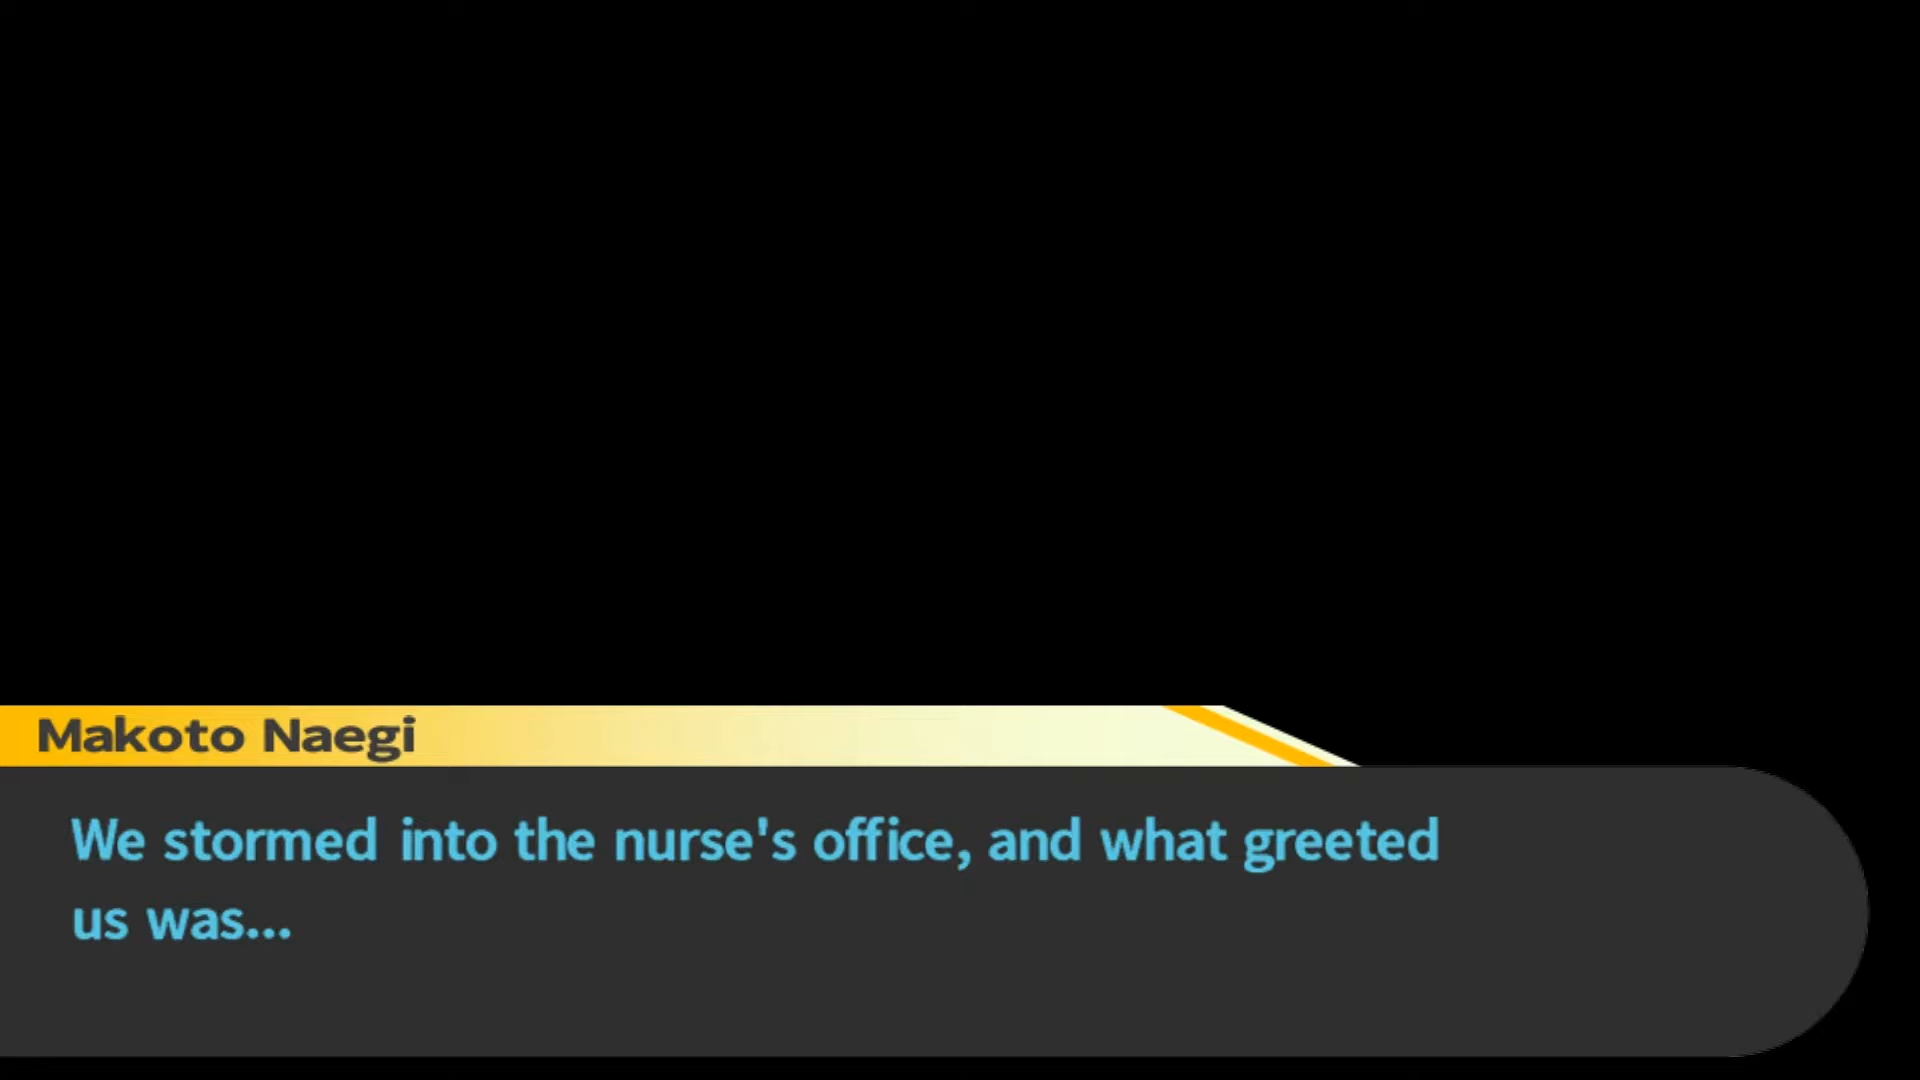 Makoto Naegi
We stormed into the nurse's office, and what greeted
us was...